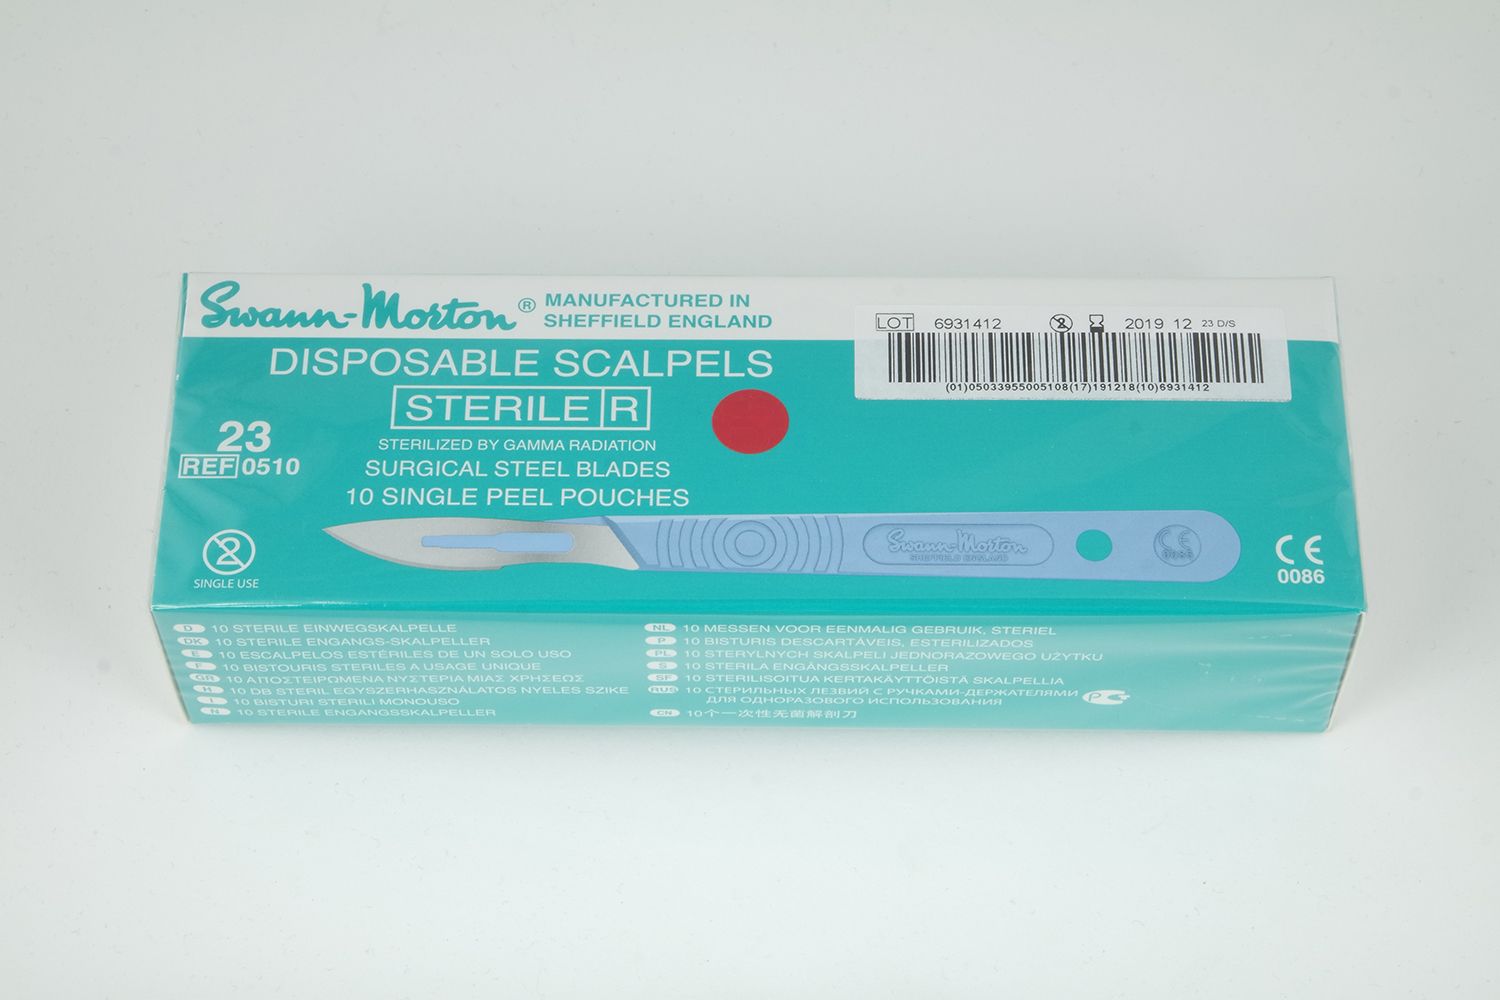 Swann-Morton ® MANUFACTURED IN
SHEFFIELD ENGLAND
DISPOSABLE SCALPELS
STERILE R
STERILIZED BY GAMMA RADIATION
SURGICAL STEEL BLADES
10 SINGLE PEEL POUCHES
23
REF 0510
LOT 6931412 2 2019 12 23 D/S
(01)05033955005108(17)191218(10)6931412
2
SINGLE USE
Swann-Morton
SHEFFIELD ENGLAND
CE
0086
CE
0086
D 10 STERILE EINWEGSKALPELLE
DK 10 STERILE ENGANGS-SKALPELLER
E 10 ESCALPELOS ESTÉRILES DE UN SOLO USO
F 10 BISTOURIS STERILES A USAGE UNIQUE
GR 10 ΑΠΟΣΤΕΙΡΩΜΕΝΑ ΝΥΣΤΕΡΙΑ ΜΙΑΣ ΧΡΗΣΕΩΣ
H 10 DB STERIL EGYSZERHASZNÁLATOS NYELES SZIKE
I 10 BISTURI STERILI MONOUSO
N 10 STERILE ENGANGSSKALPELLER
NL 10 MESSEN VOOR EENMALIG GEBRUIK, STERIEL
P 10 BISTURIS DESCARTÁVEIS, ESTERILIZADOS
PL 10 STERYLNYCH SKALPELI JEDNORAZOWEGO UŻYTKU
S 10 STERILA ENGÅNGSSKALPELLER
SF 10 STERILISOITUA KERTAKÄYTTÖISTÄ SKALPELLIA
RUS 10 СТЕРИЛЬНЫХ ЛЕЗВИЙ С РУЧКАМИ-ДЕРЖАТЕЛЯМИ
ДЛЯ ОДНОРАЗОВОГО ИСПОЛЬЗОВАНИЯ
CN 10个一次性无菌解剖刀